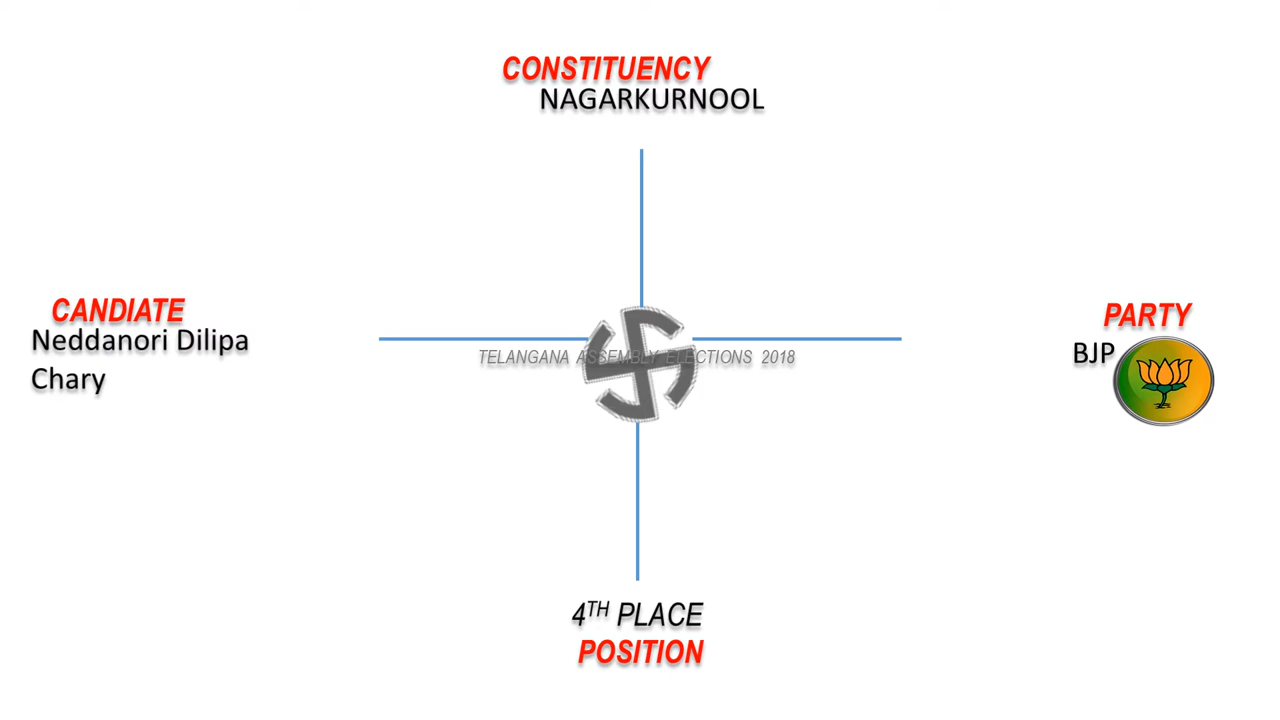 CONSTITUENCY
NAGARKURNOOL
CANDIATE
Neddanori Dilipa
Chary
TELANGANA ASSEMBLY ELECTIONS 2018
PARTY
BJP
4TH PLACE
POSITION